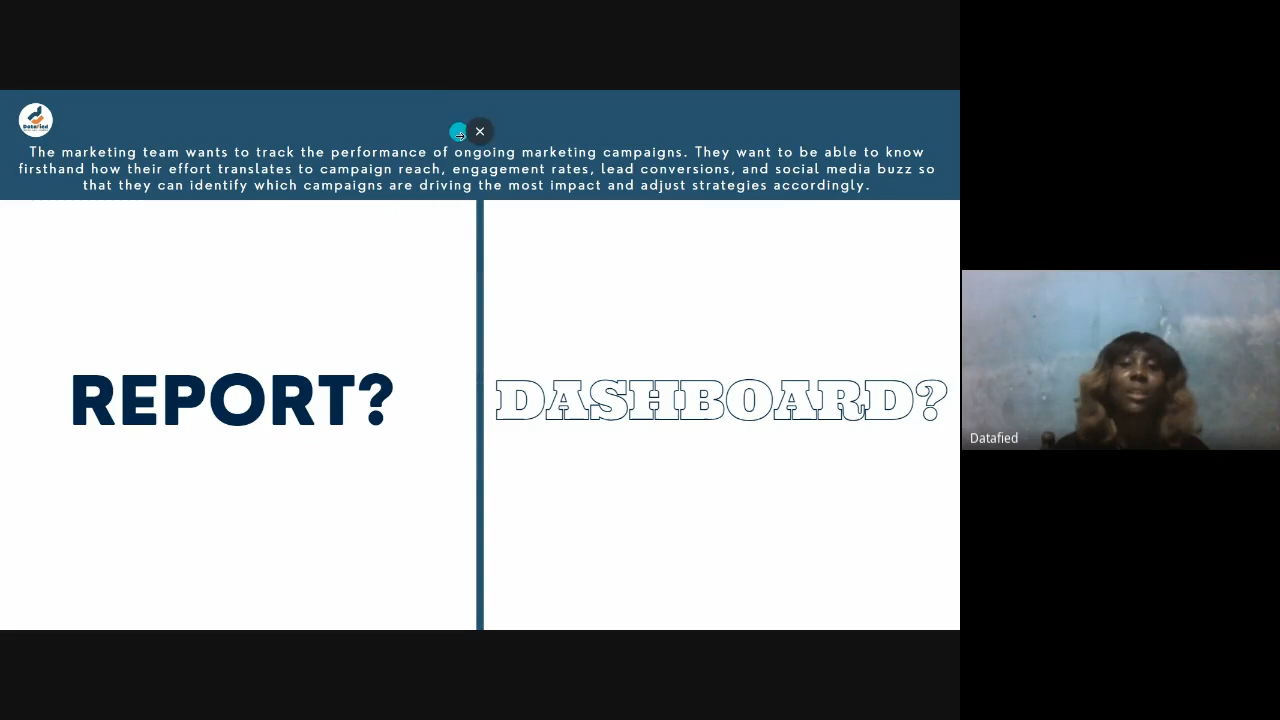 Datafied
The marketing team wants to track the performance of ongoing marketing campaigns. They want to be able to know
firsthand how their effort translates to campaign reach, engagement rates, lead conversions, and social media buzz so
that they can identify which campaigns are driving the most impact and adjust strategies accordingly.
REPORT?
DASHBOARD?
Datafied